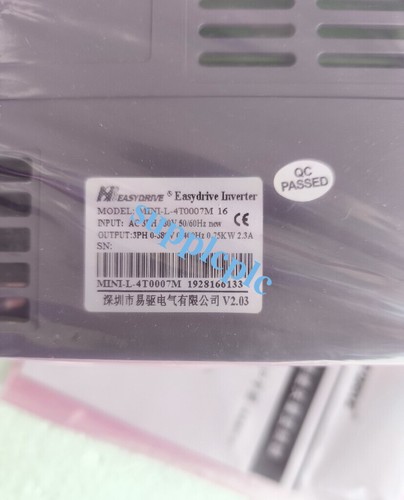 EASYDRIVE® Easydrive Inverter
MODEL: MINI-L-4T0007M 16
INPUT: AC 50/60Hz new
OUTPUT:3PH 0.75KW 2.3A
SN:
MINI-L-4T0007M 1928166133
深圳市易驱电气有限公司 V2.03
QC
PASSED
supplcplc